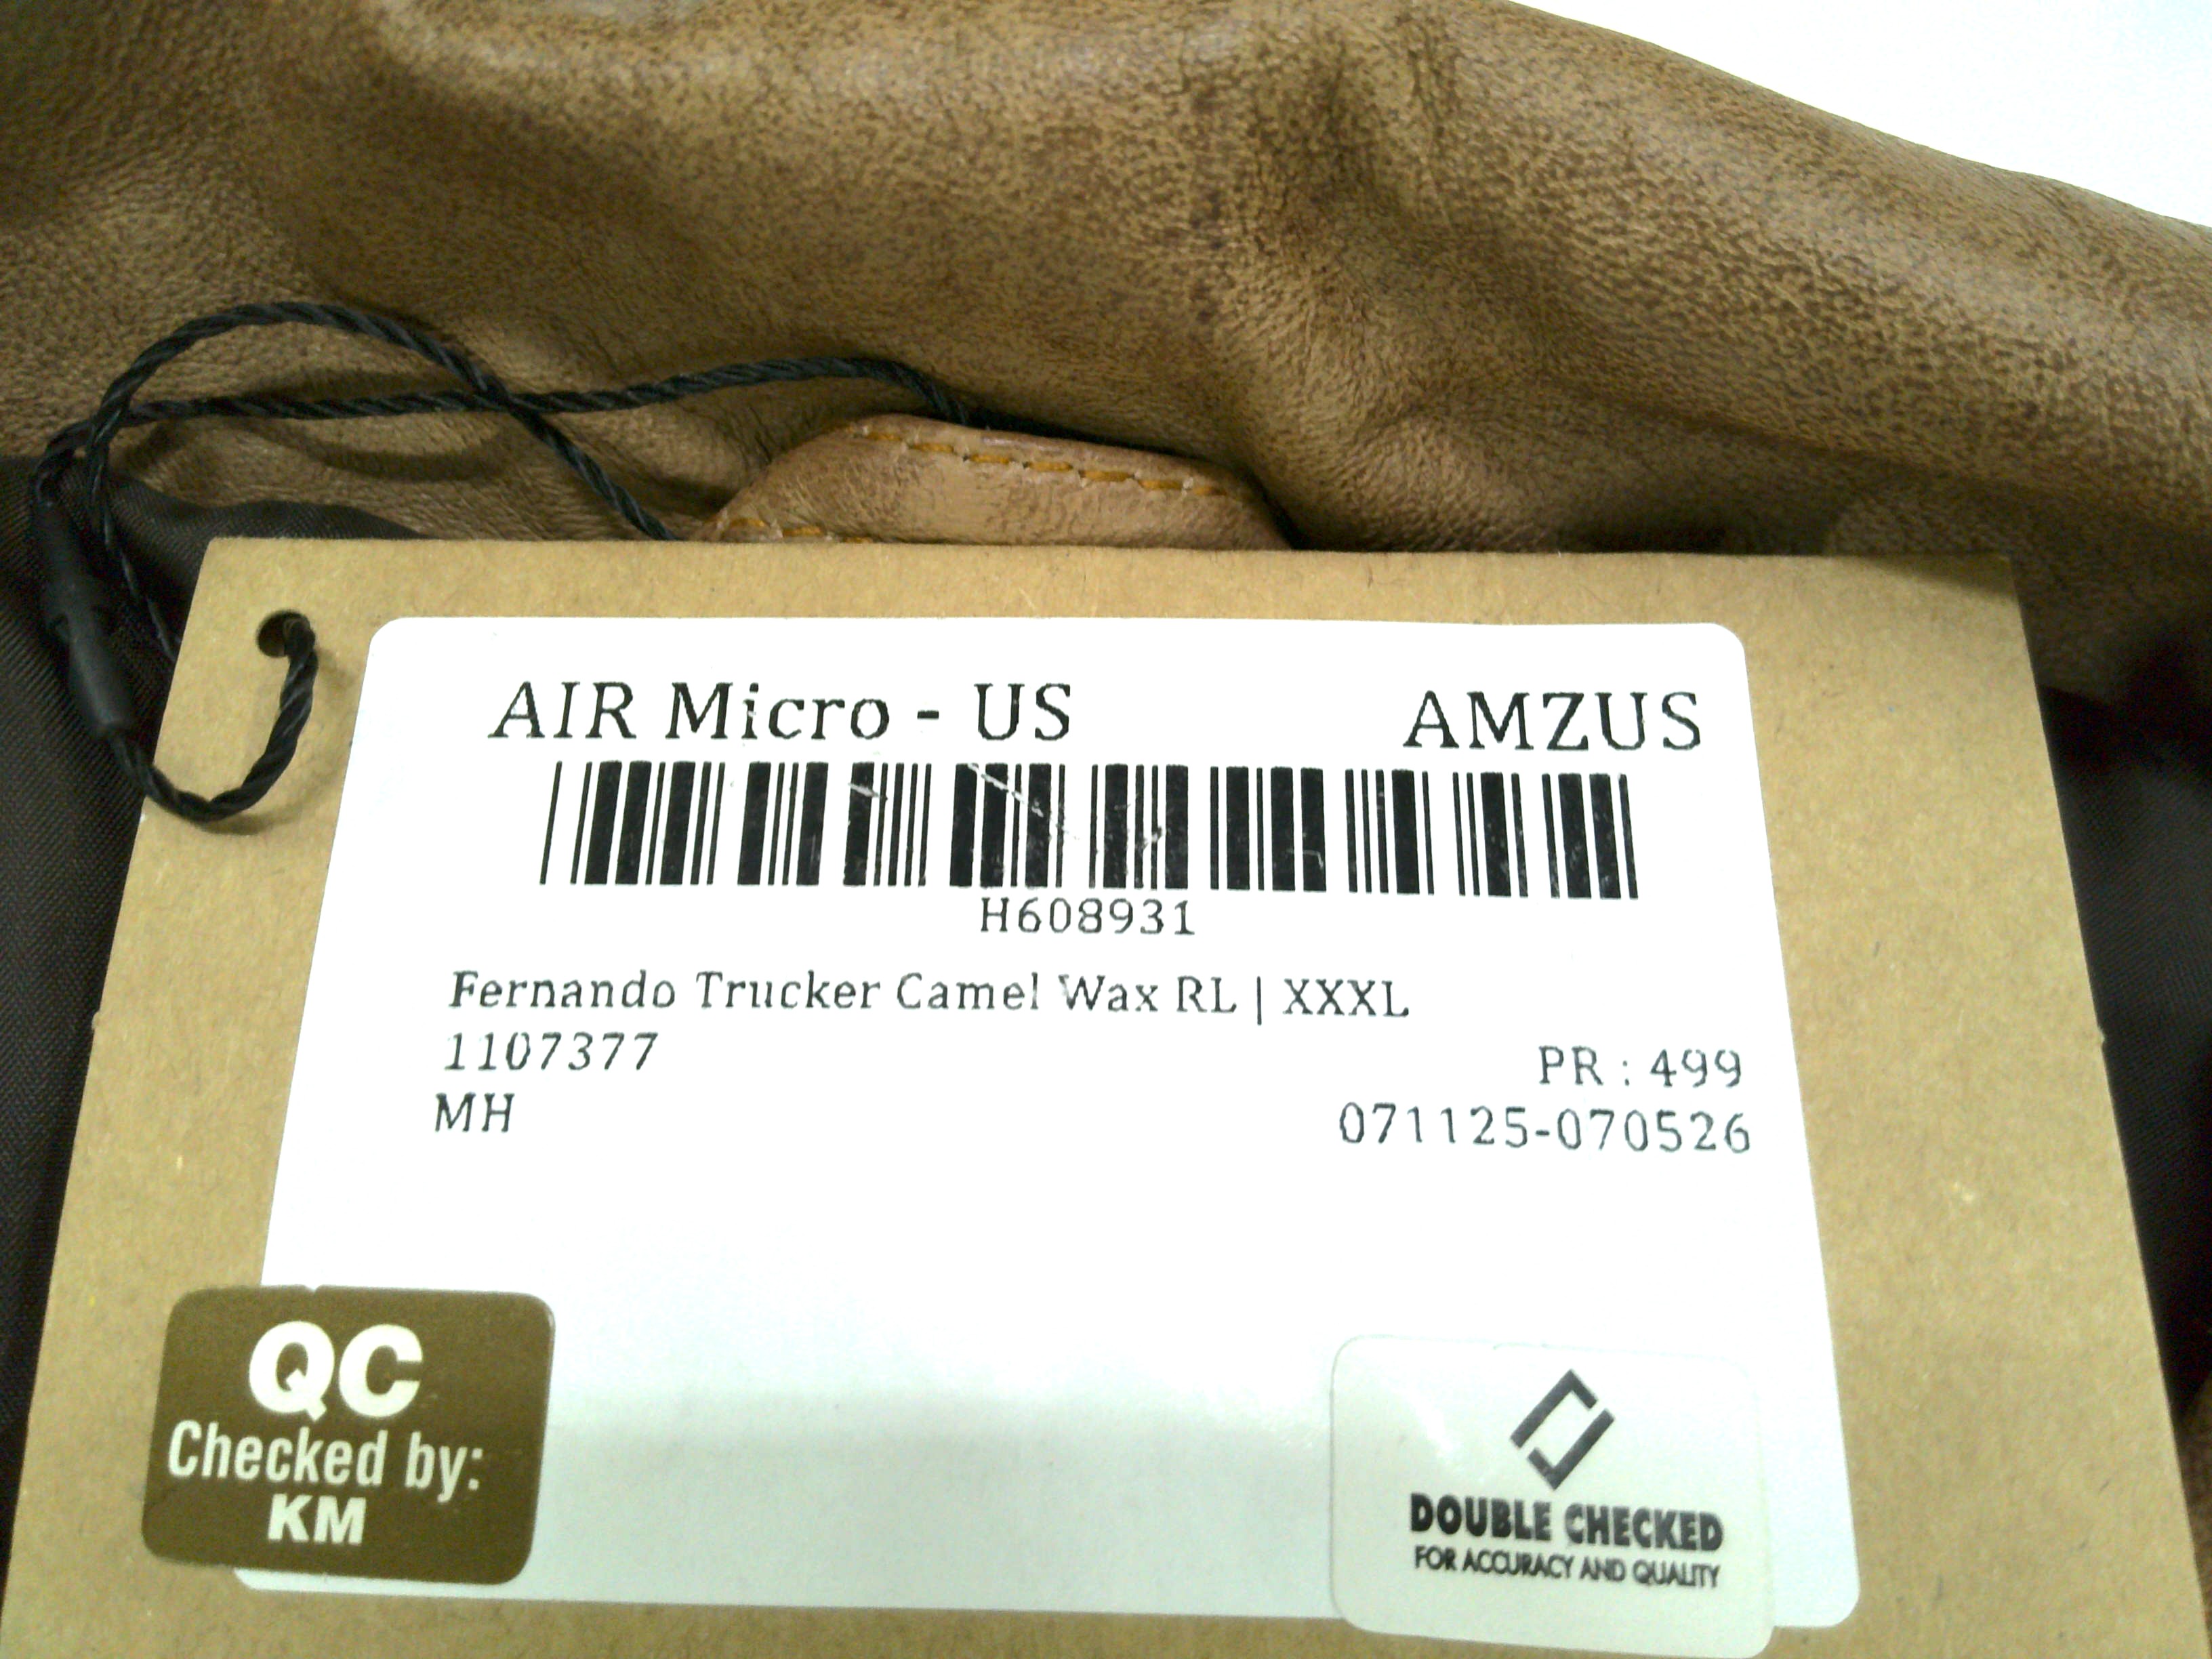 AIR Micro - US AMZUS
H608931
Fernando Trucker Camel Wax RL | XXXL
1107377
PR : 499
MH
071125-070526
QC
Checked by:
KM
DOUBLE CHECKED
FOR ACCURACY AND QUALITY